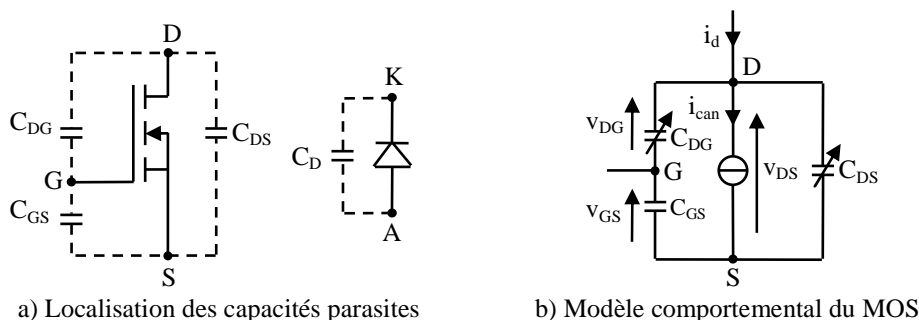 D
C_DG
C_DS
G
C_GS
S
K
C_D
A
i_d
D
i_can
v_DG
C_DG
v_DS
C_DS
G
v_GS
C_GS
S
a) Localisation des capacités parasites
b) Modèle comportemental du MOS